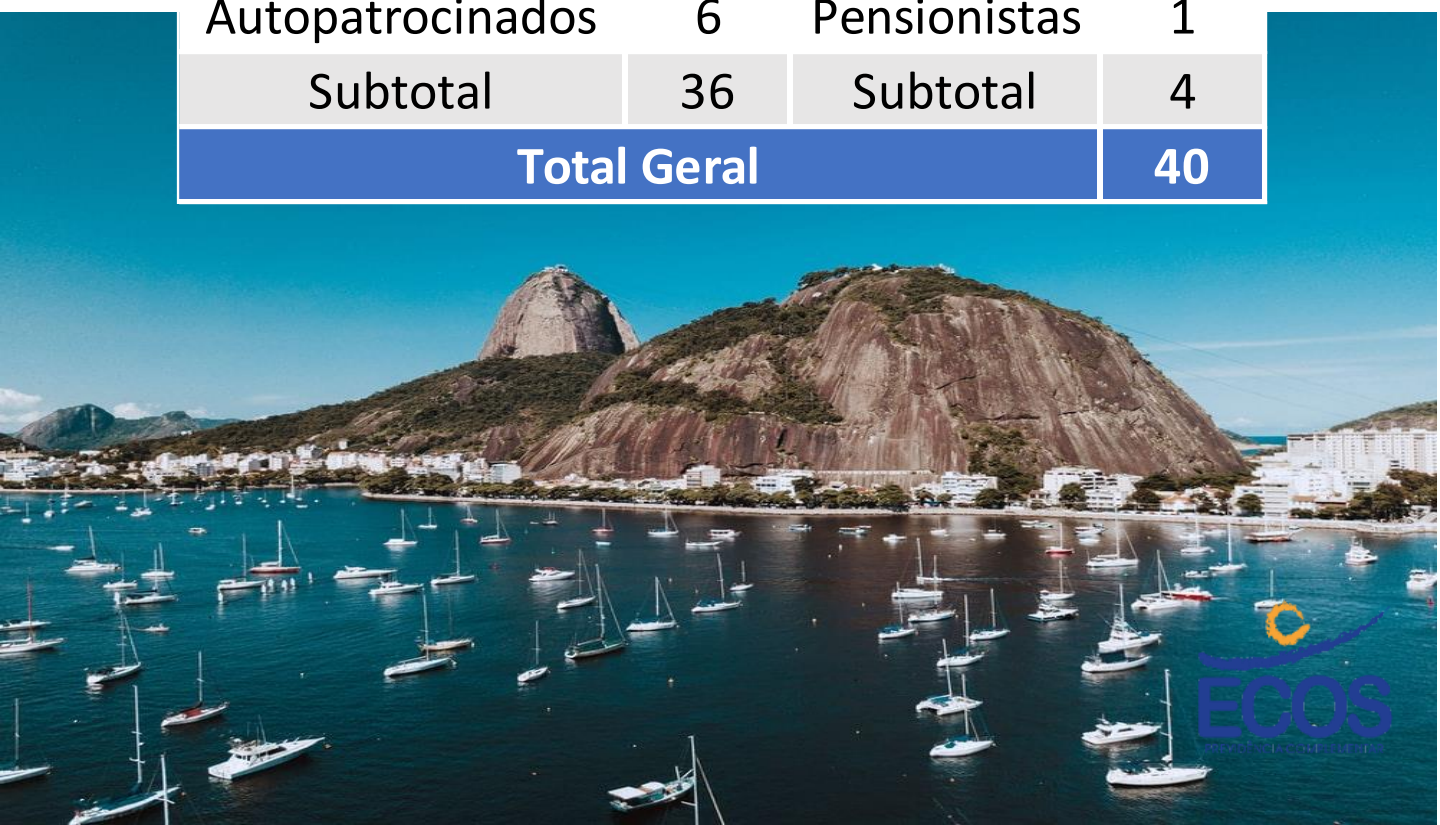 Autopatrocinados 6 Pensionistas 1
Subtotal 36 Subtotal 4
Total Geral 40
ECOS